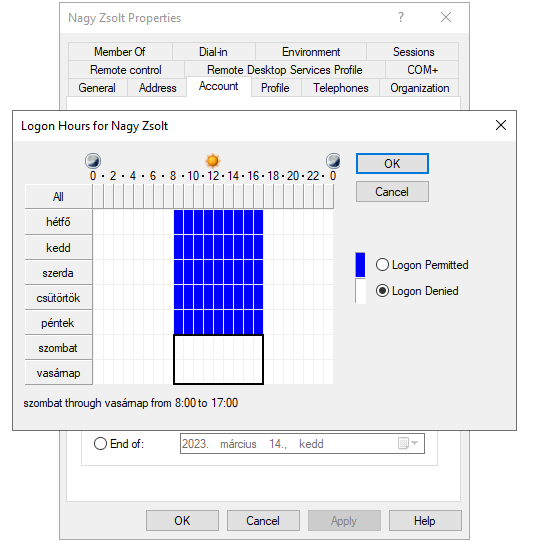 Nagy Zsolt Properties
?
Member Of Dial-in Environment Sessions
Remote control Remote Desktop Services Profile COM+
General Address Account Profile Telephones Organization
Logon Hours for Nagy Zsolt
0 · 2 · 4 · 6 · 8 · 10 · 12 · 14 · 16 · 18 · 20 · 22 · 0
OK
Cancel
All
hétfő
kedd
szerda
csütörtök
péntek
szombat
vasárnap
Logon Permitted
Logon Denied
szombat through vasárnap from 8:00 to 17:00
End of: 2023. március 14., kedd
OK Cancel Apply Help